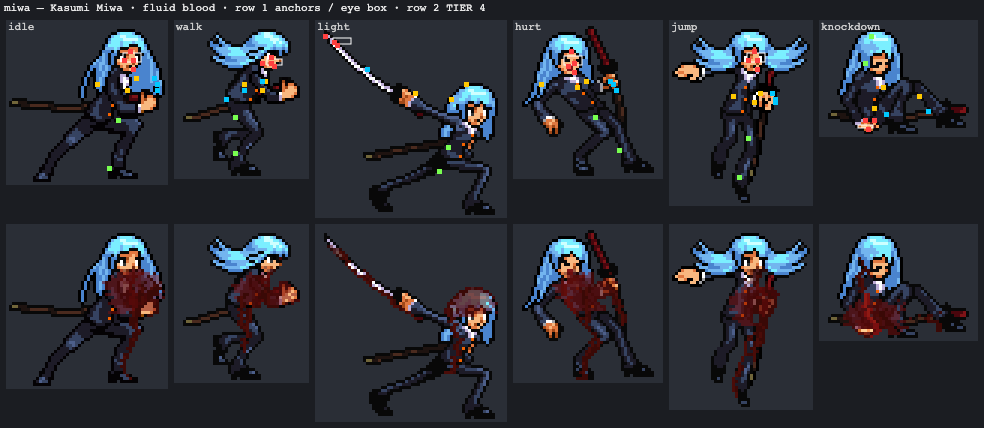 miwa — Kasumi Miwa · fluid blood · row 1 anchors / eye box · row 2 TIER 4
idle
walk
light
hurt
jump
knockdown